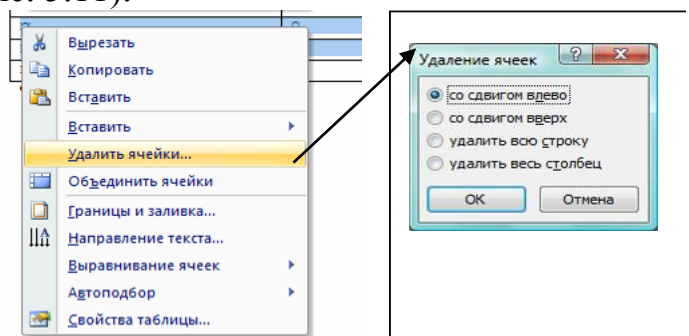 Вырезать
Копировать
Вставить
Вставить
Удалить ячейки...
Объединить ячейки
Границы и заливка...
Направление текста...
Выравнивание ячеек
Автоподбор
Свойства таблицы...
Удаление ячеек
со сдвигом влево
со сдвигом вверх
удалить всю строку
удалить весь столбец
ОК
Отмена